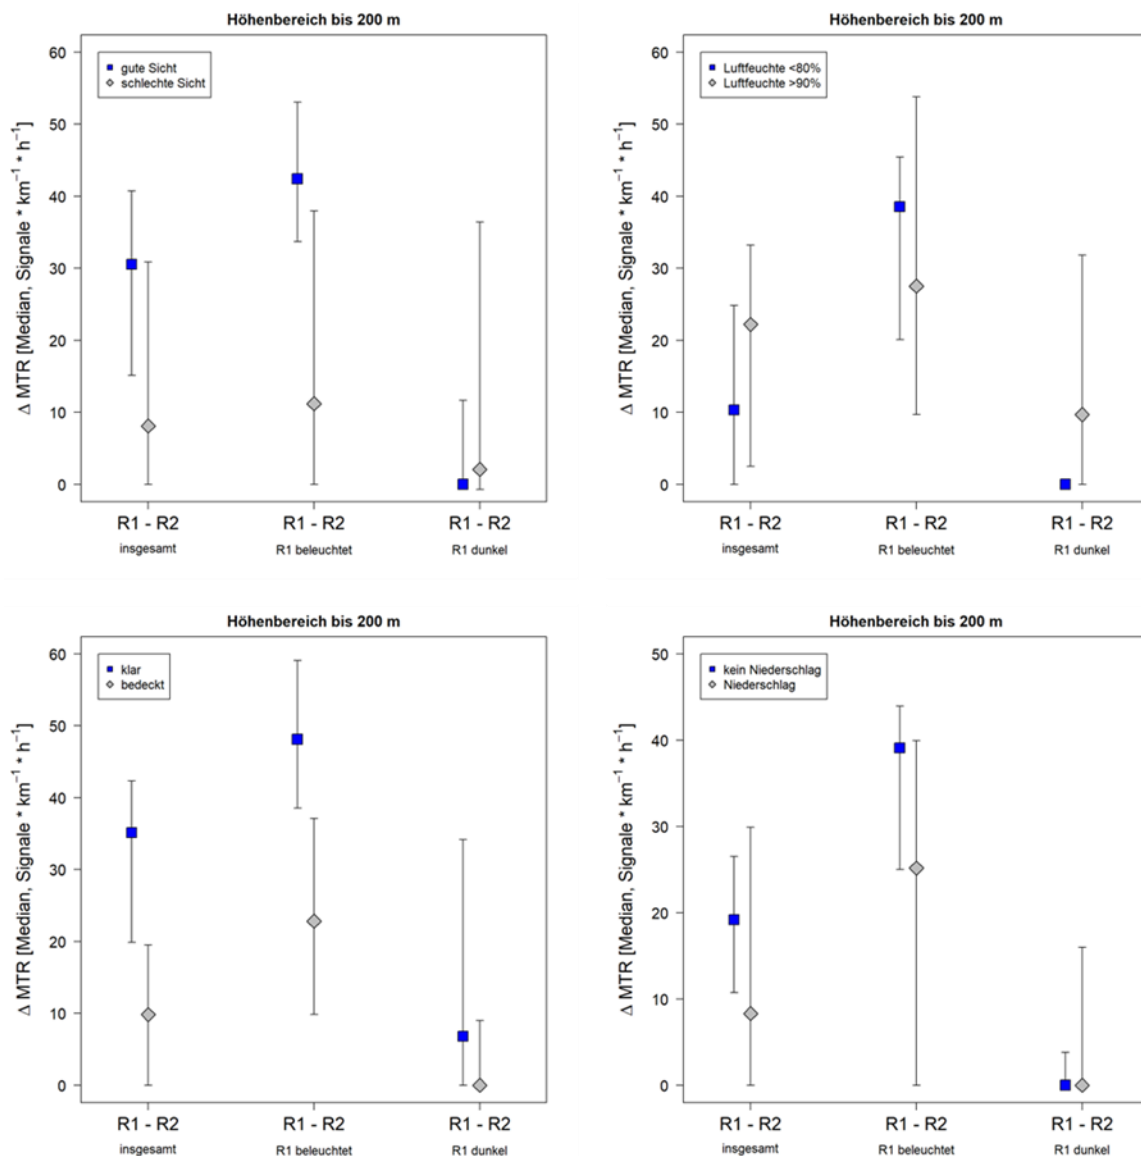 Höhenbereich bis 200 m
gute Sicht
schlechte Sicht
Δ MTR [Median, Signale * km⁻¹ * h⁻¹]
60
50
40
30
20
10
0
R1 - R2 R1 - R2 R1 - R2
insgesamt R1 beleuchtet R1 dunkel
Höhenbereich bis 200 m
Luftfeuchte <80%
Luftfeuchte >90%
Δ MTR [Median, Signale * km⁻¹ * h⁻¹]
60
50
40
30
20
10
0
R1 - R2 R1 - R2 R1 - R2
insgesamt R1 beleuchtet R1 dunkel
Höhenbereich bis 200 m
klar
bedeckt
Δ MTR [Median, Signale * km⁻¹ * h⁻¹]
60
50
40
30
20
10
0
R1 - R2 R1 - R2 R1 - R2
insgesamt R1 beleuchtet R1 dunkel
Höhenbereich bis 200 m
kein Niederschlag
Niederschlag
Δ MTR [Median, Signale * km⁻¹ * h⁻¹]
50
40
30
20
10
0
R1 - R2 R1 - R2 R1 - R2
insgesamt R1 beleuchtet R1 dunkel